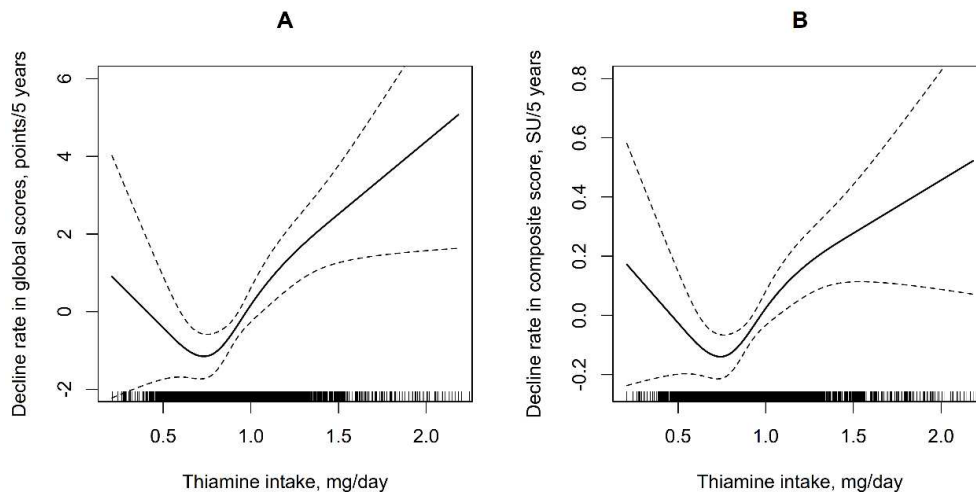 A
Decline rate in global scores, points/5 years
6
4
2
0
-2
0.5 1.0 1.5 2.0
Thiamine intake, mg/day
B
Decline rate in composite score, SU/5 years
0.8
0.6
0.4
0.2
0.0
-0.2
0.5 1.0 1.5 2.0
Thiamine intake, mg/day